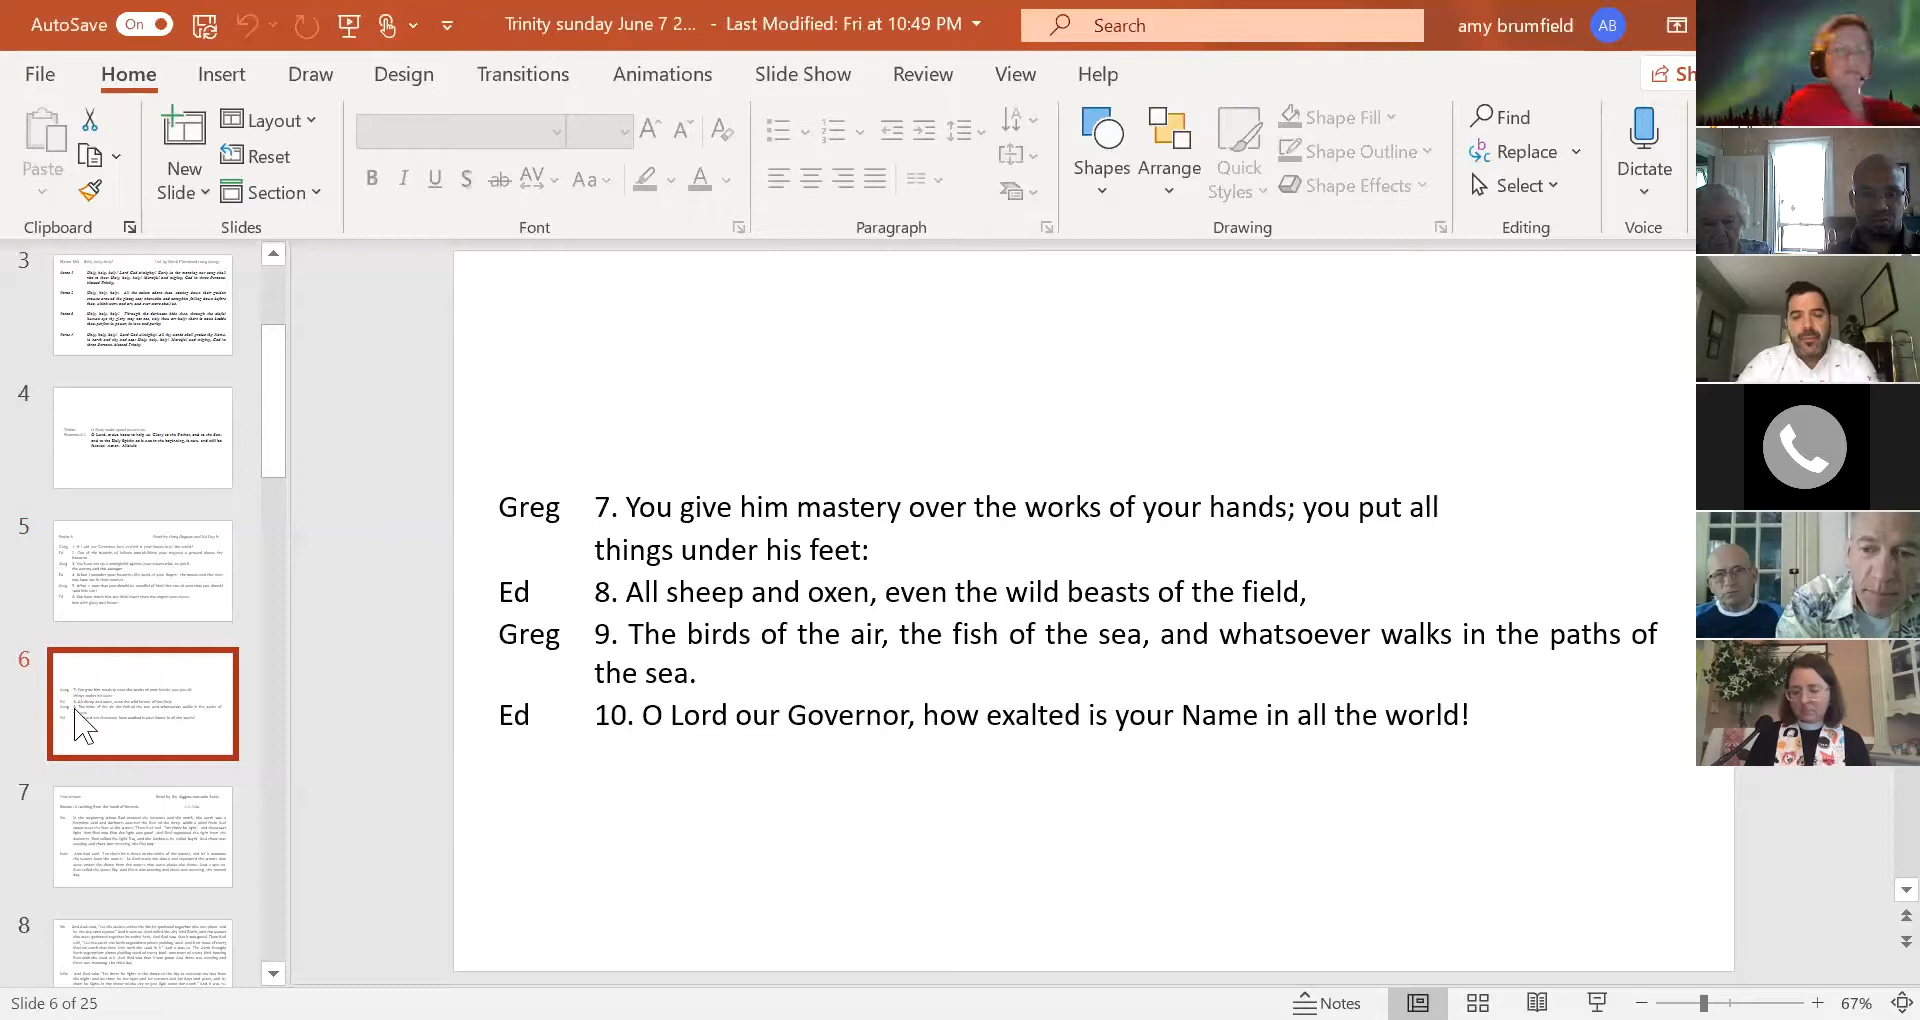 AutoSave On Trinity sunday June 7 2... - Last Modified: Fri at 10:49 PM Search amy brumfield AB
File Home Insert Draw Design Transitions Animations Slide Show Review View Help Sh
Paste
New
Slide
Layout
Reset
Section
Shapes
Arrange
Quick
Styles
Shape Fill
Shape Outline
Shape Effects
Find
Replace
Select
Dictate
Clipboard Slides Font Paragraph Drawing Editing Voice
3
4
5
6
7
8
Greg 7. You give him mastery over the works of your hands; you put all
things under his feet:
Ed 8. All sheep and oxen, even the wild beasts of the field,
Greg 9. The birds of the air, the fish of the sea, and whatsoever walks in the paths of
the sea.
Ed 10. O Lord our Governor, how exalted is your Name in all the world!
Slide 6 of 25 Notes 67%